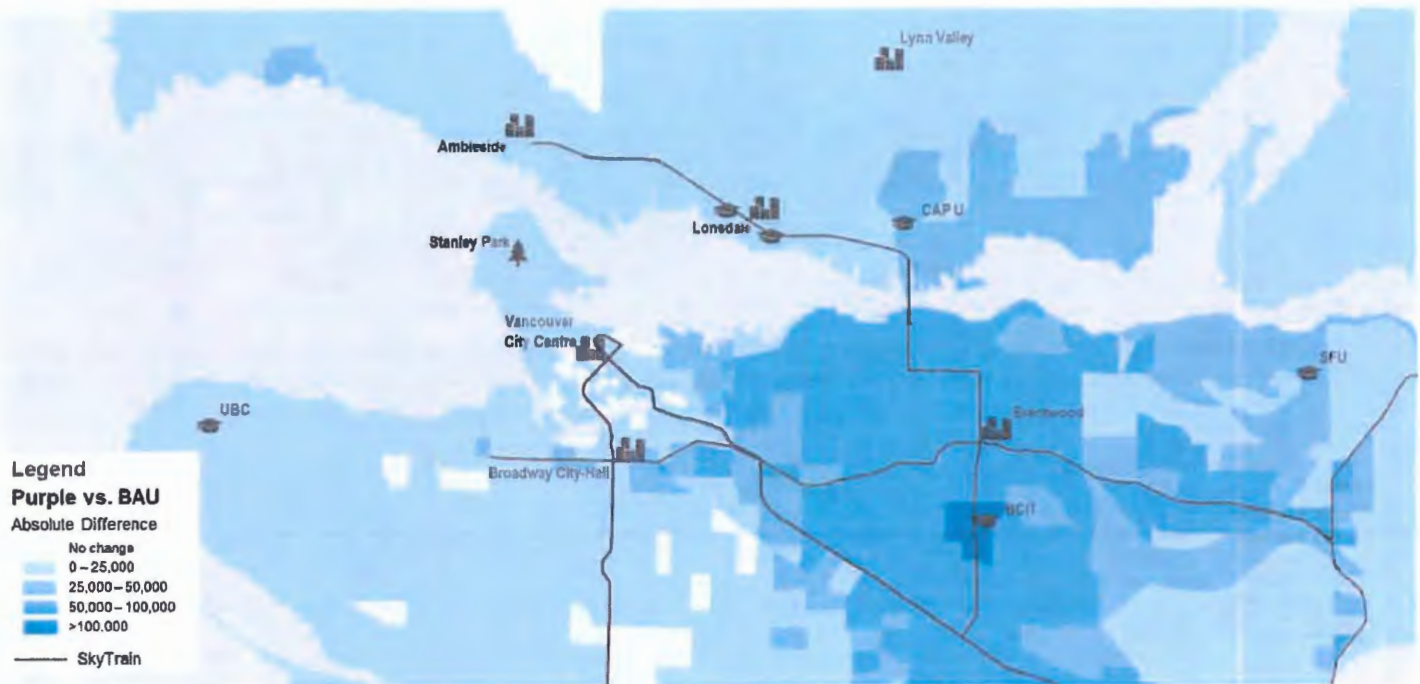 Lynn Valley
Ambleside
CAP U
Lonsdale
Stanley Park
Vancouver
City Centre
SFU
UBC
Brentwood
Broadway City-Hall
BCIT
Legend
Purple vs. BAU
Absolute Difference
No change
0 – 25,000
25,000 – 50,000
50,000 – 100,000
>100,000
SkyTrain